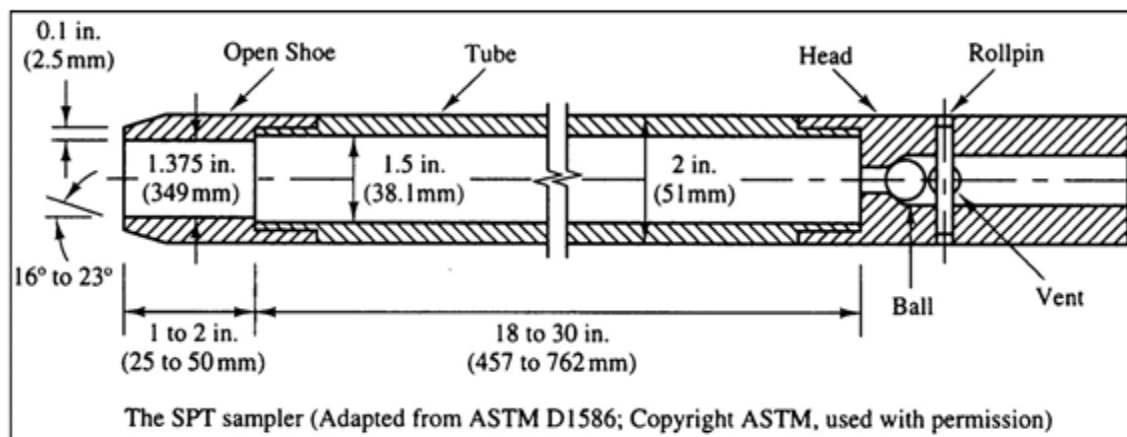 0.1 in.
(2.5 mm)
Open Shoe
Tube
Head
Rollpin
1.375 in.
(349 mm)
1.5 in.
(38.1 mm)
2 in.
(51 mm)
16° to 23°
Ball
Vent
1 to 2 in.
(25 to 50 mm)
18 to 30 in.
(457 to 762 mm)
The SPT sampler (Adapted from ASTM D1586; Copyright ASTM, used with permission)